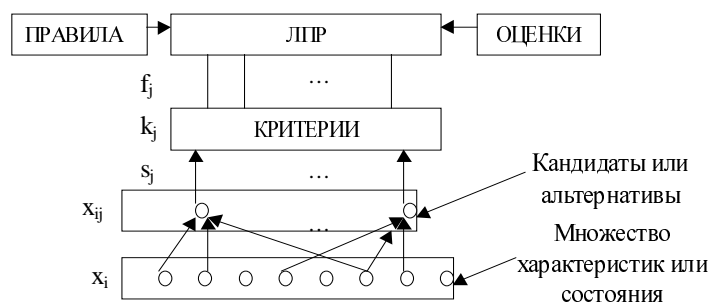 ПРАВИЛА
ЛПР
ОЦЕНКИ
fj
...
kj
КРИТЕРИИ
sj
...
Кандидаты или
альтернативы
xij
...
Множество
характеристик или
состояния
xi